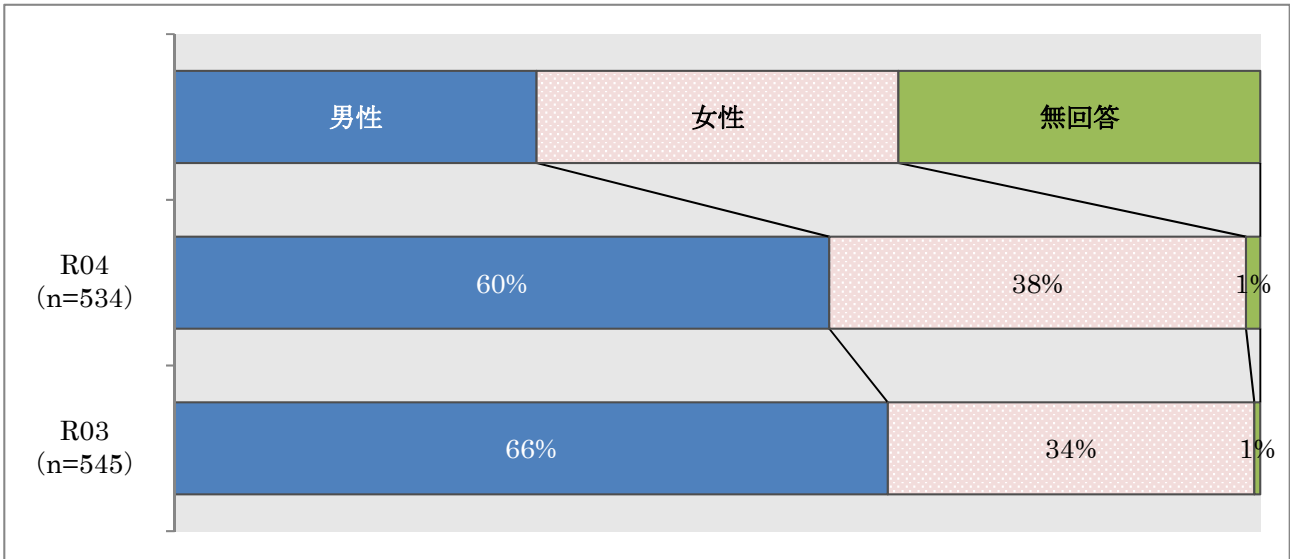 男性
女性
無回答
R04
(n=534)
60%
38%
1%
R03
(n=545)
66%
34%
1%